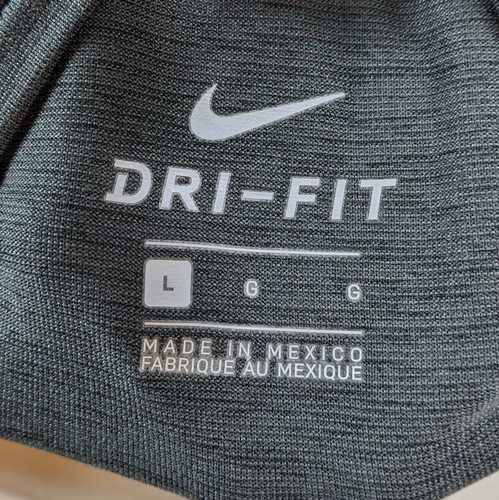 DRI-FIT
L G G
MADE IN MEXICO
FABRIQUE AU MEXIQUE